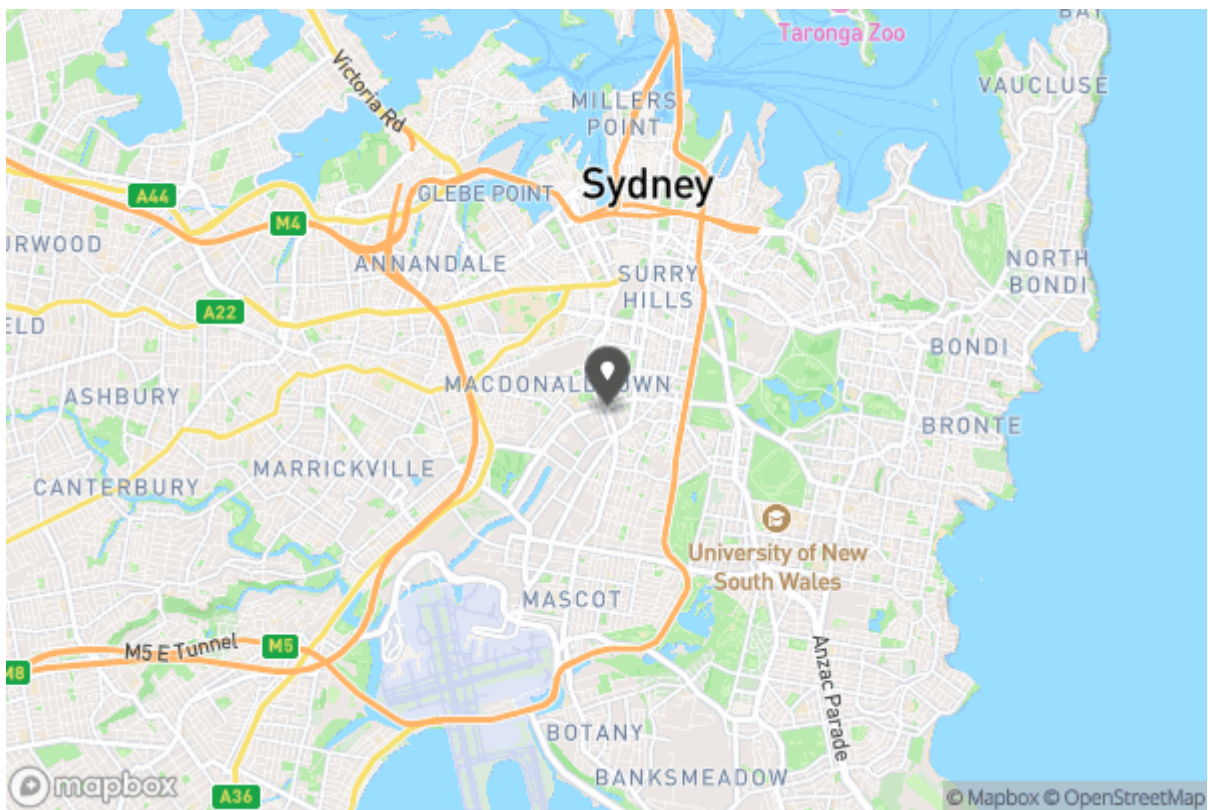 Taronga Zoo
BAY
VAUCLUSE
Victoria Rd
MILLERS
POINT
Sydney
GLEBE POINT
A44
M4
URWOOD
ANNANDALE
SURRY
HILLS
NORTH
BONDI
A22
ELD
BONDI
MACDONALDTOWN
ASHBURY
BRONTE
MARRICKVILLE
CANTERBURY
University of New
South Wales
MASCOT
M5 E Tunnel
M5
M8
Anzac Parade
BOTANY
BANKSMEADOW
mapbox
A36
© Mapbox © OpenStreetMap